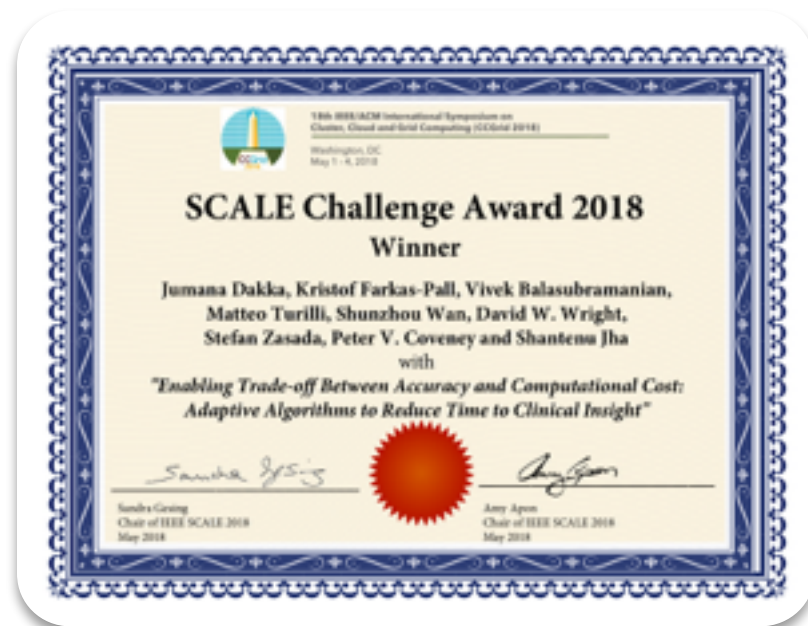 18th IEEE/ACM International Symposium on
Cluster, Cloud and Grid Computing (CCGrid 2018)
Washington, DC
May 1 - 4, 2018
SCALE Challenge Award 2018
Winner
Jumana Dakka, Kristof Farkas-Pall, Vivek Balasubramanian,
Matteo Turilli, Shunzhou Wan, David W. Wright,
Stefan Zasada, Peter V. Coveney and Shantenu Jha
with
"Enabling Trade-off Between Accuracy and Computational Cost:
Adaptive Algorithms to Reduce Time to Clinical Insight"
Sandra Gesing
Chair of IEEE SCALE 2018
May 2018
Amy Apon
Chair of IEEE SCALE 2018
May 2018